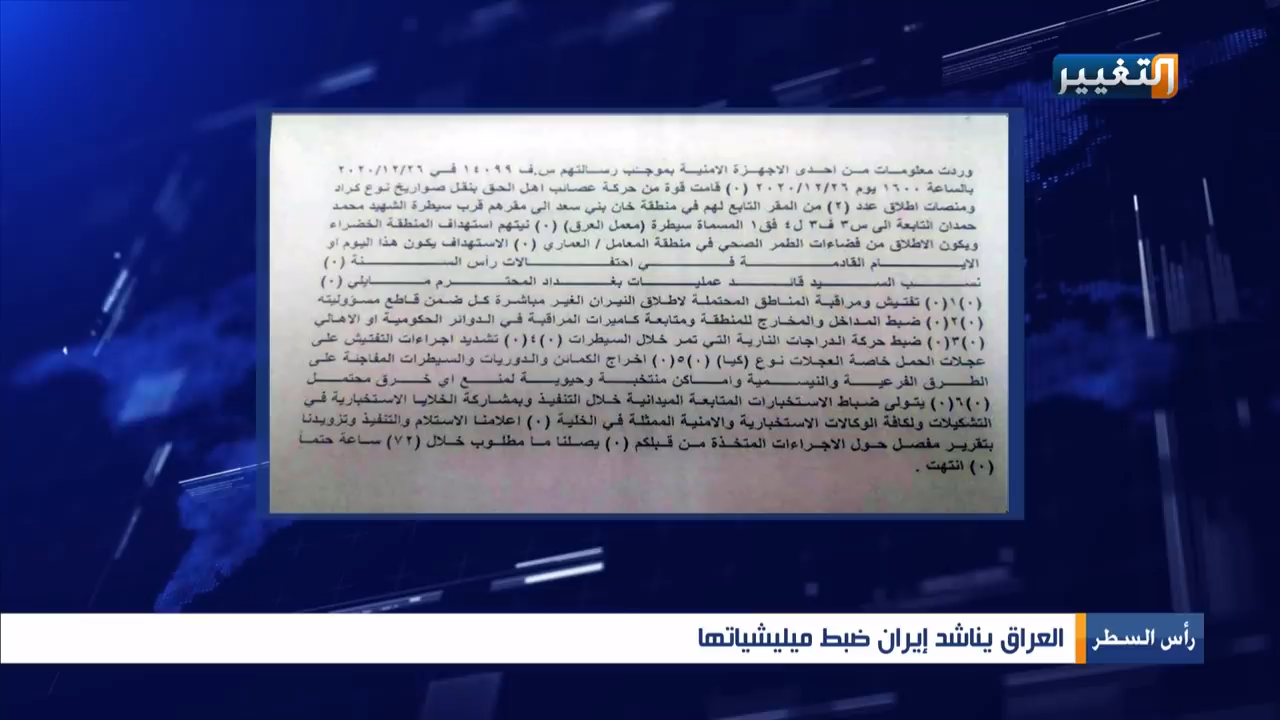 التغيير
وردت معلومات من احدى الاجهزة الامنية بموجب رسالتهم س.ف ١٤٠٩٩ في ٢٠٢٠/١٢/٢٦
بالساعة ١٦٠٠ يوم ٢٠٢٠/١٢/٢٦ (٠) قامت قوة من حركة عصائب اهل الحق بنقل صواريخ نوع كراد
ومنصات اطلاق عدد (٢) من المقر التابع لهم في منطقة خان بني سعد الى مقرهم قرب سيطرة الشهيد محمد
حمدان التابعة الى س٣ ف٣ ل٤ فق١ المسماة سيطرة (معمل العرق) (٠) نيتهم استهداف المنطقة الخضراء
ويكون الاطلاق من فضاءات الطمر الصحي في منطقة المعامل / العماري (٠) الاستهداف يكون هذا اليوم او
الايام القادمة في احتفالات رأس السنة (٠)
نسب السيد قائد عمليات بغداد المحترم مايلي (٠)
(٠)١(٠) تفتيش ومراقبة المناطق المحتملة لاطلاق النيران الغير مباشرة كل ضمن قاطع مسؤوليته
(٠)٢(٠) ضبط المداخل والمخارج للمنطقة ومتابعة كاميرات المراقبة في الدوائر الحكومية او الاهالي
(٠)٣(٠) ضبط حركة الدراجات النارية التي تمر خلال السيطرات (٠)٤(٠) تشديد اجراءات التفتيش على
عجلات الحمل خاصة العجلات نوع (كيا) (٠)٥(٠) اخراج الكمائن والدوريات والسيطرات المفاجئة على
الطرق الفرعية والنيسمية واماكن منتخبة وحيوية لمنع اي خرق محتمل
(٠)٦(٠) يتولى ضباط الاستخبارات المتابعة الميدانية خلال التنفيذ وبمشاركة الخلايا الاستخبارية في
التشكيلات ولكافة الوكالات الاستخبارية والامنية الممثلة في الخلية (٠) اعلامنا الاستلام والتنفيذ وتزويدنا
بتقرير مفصل حول الاجراءات المتخذة من قبلكم (٠) يصلنا ما مطلوب خلال (٧٢) ساعة حتماً
(٠) انتهت .
رأس السطر
العراق يناشد إيران ضبط ميليشياتها